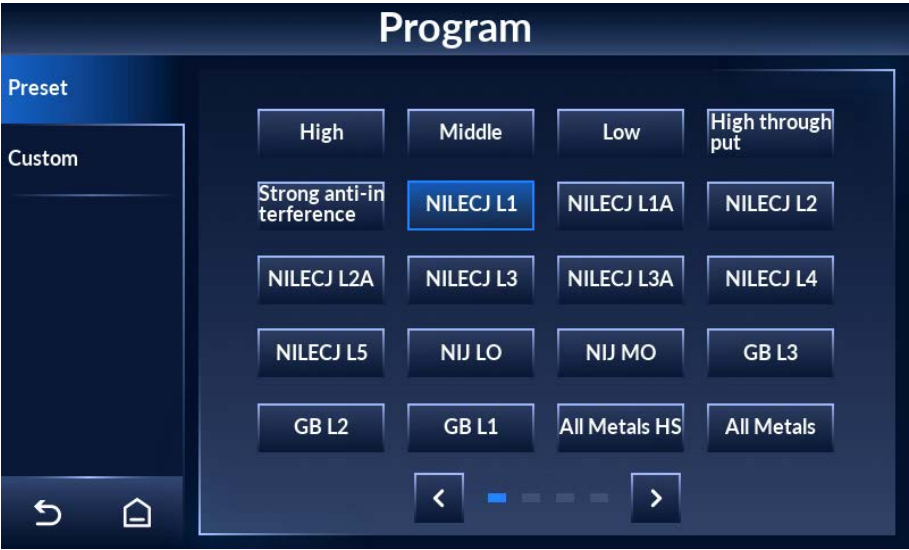 Program
Preset
Custom
High
Middle
Low
High through
put
Strong anti-in
terference
NILECJ L1
NILECJ L1A
NILECJ L2
NILECJ L2A
NILECJ L3
NILECJ L3A
NILECJ L4
NILECJ L5
NIJ LO
NIJ MO
GB L3
GB L2
GB L1
All Metals HS
All Metals